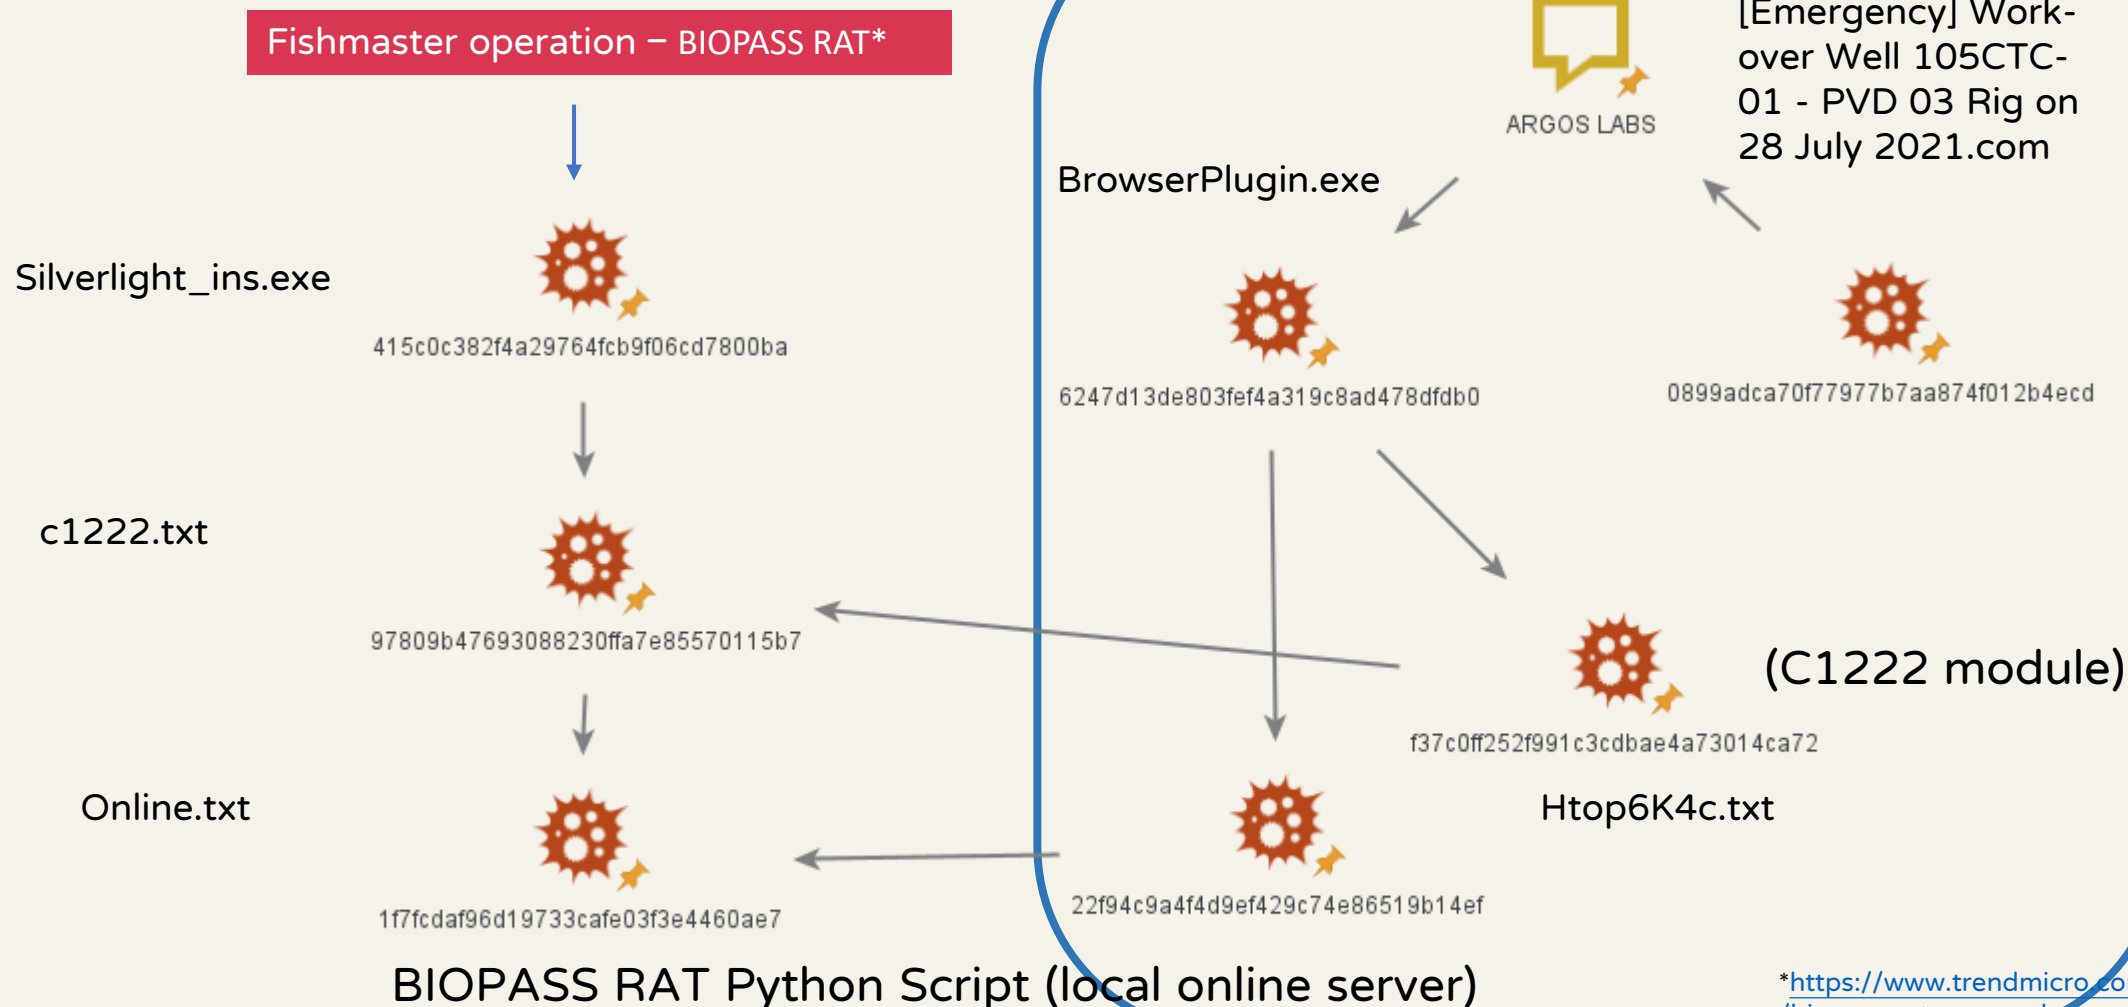 Fishmaster operation – BIOPASS RAT*
[Emergency] Work-
over Well 105CTC-
01 - PVD 03 Rig on
28 July 2021.com
ARGOS LABS
BrowserPlugin.exe
Silverlight_ins.exe
415c0c382f4a29764fcb9f06cd7800ba
6247d13de803fef4a319c8ad478dfdb0
0899adca70f77977b7aa874f012b4ecd
c1222.txt
97809b47693088230ffa7e85570115b7
(C1222 module)
f37c0ff252f991c3cdbae4a73014ca72
Online.txt
Htop6K4c.txt
22f94c9a4f4d9ef429c74e86519b14ef
1f7fcdaf96d19733cafe03f3e4460ae7
BIOPASS RAT Python Script (local online server)
*https://www.trendmicro.co